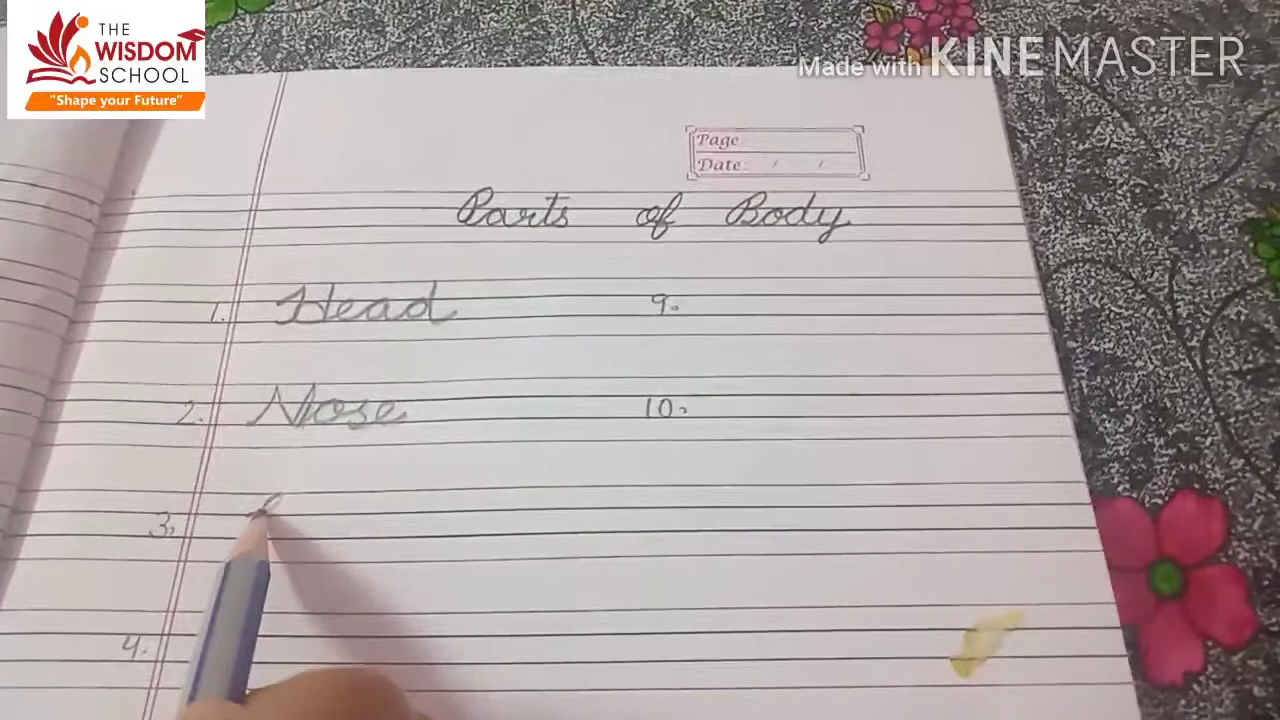 THE
WISDOM
SCHOOL
"Shape your Future"
Made with KINEMASTER
Page
Date: / /
Parts of Body
1. Head 9.
2. Nose 10.
3.
4.